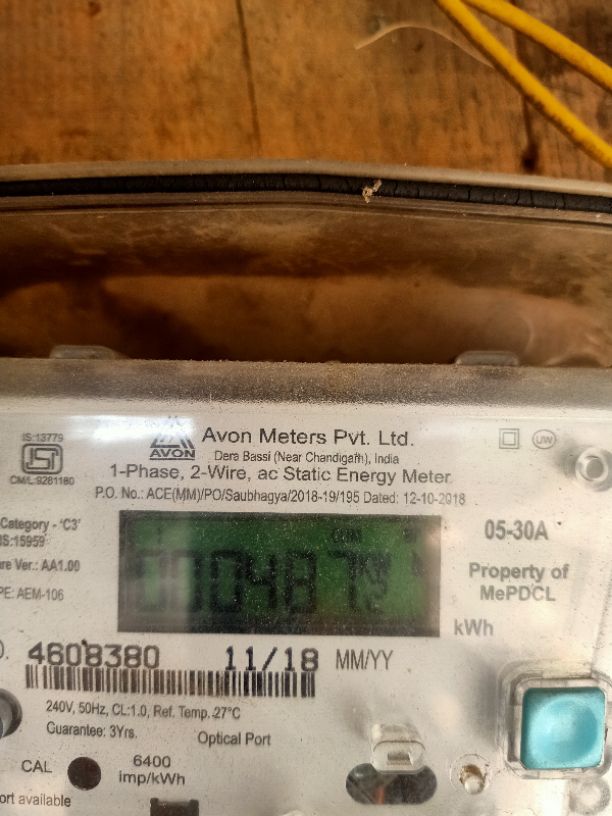 IS:13779
ISI
CM/L:9281180
AVON
Avon Meters Pvt. Ltd.
Dera Bassi (Near Chandigarh), India
UW
1-Phase, 2-Wire, ac Static Energy Meter
P.O. No.: ACE(MM)/PO/Saubhagya/2018-19/195 Dated: 12-10-2018
Category - 'C3'
IS:15959
Ver.: AA1.00
AEM-106
CUM
000487
05-30A
Property of
MePDCL
kWh
4608380 11/18 MM/YY
240V, 50Hz, CL:1.0, Ref. Temp. 27°C
Guarantee: 3Yrs.
Optical Port
CAL
6400
imp/kWh
available